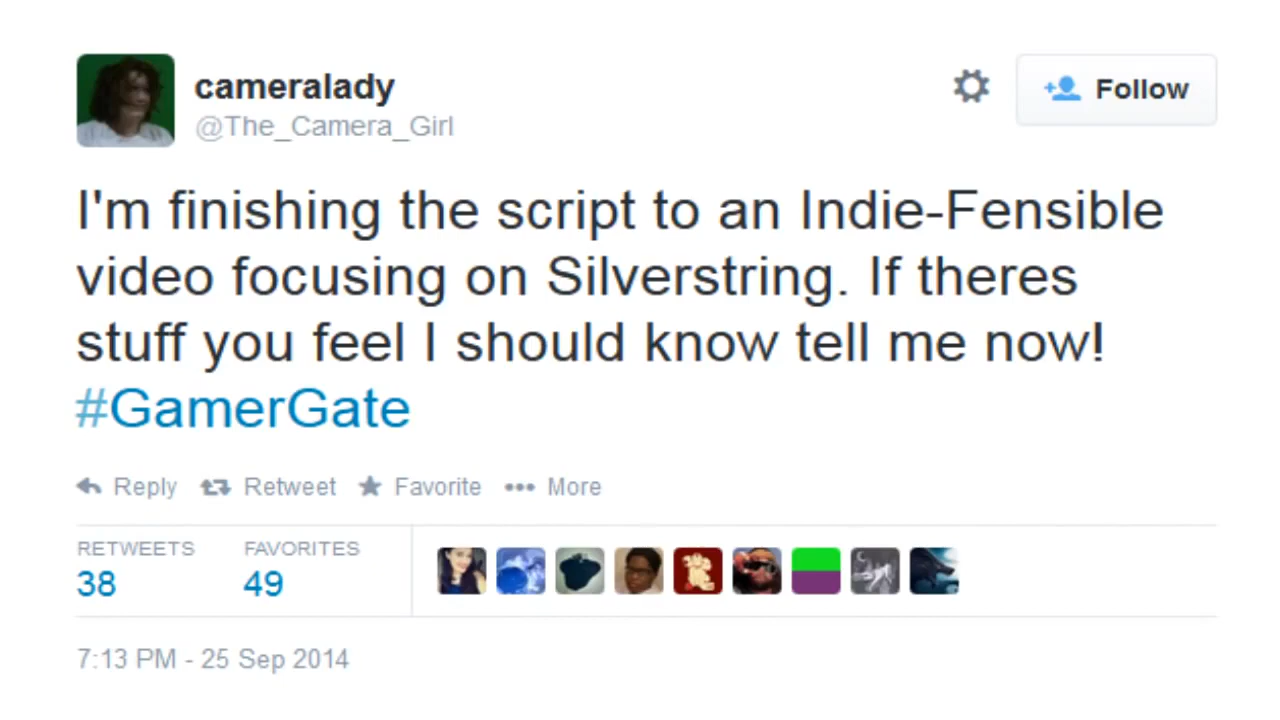 cameralady
@The_Camera_Girl
Follow
I'm finishing the script to an Indie-Fensible
video focusing on Silverstring. If theres
stuff you feel I should know tell me now!
#GamerGate
Reply Retweet Favorite More
RETWEETS FAVORITES
38 49
7:13 PM - 25 Sep 2014